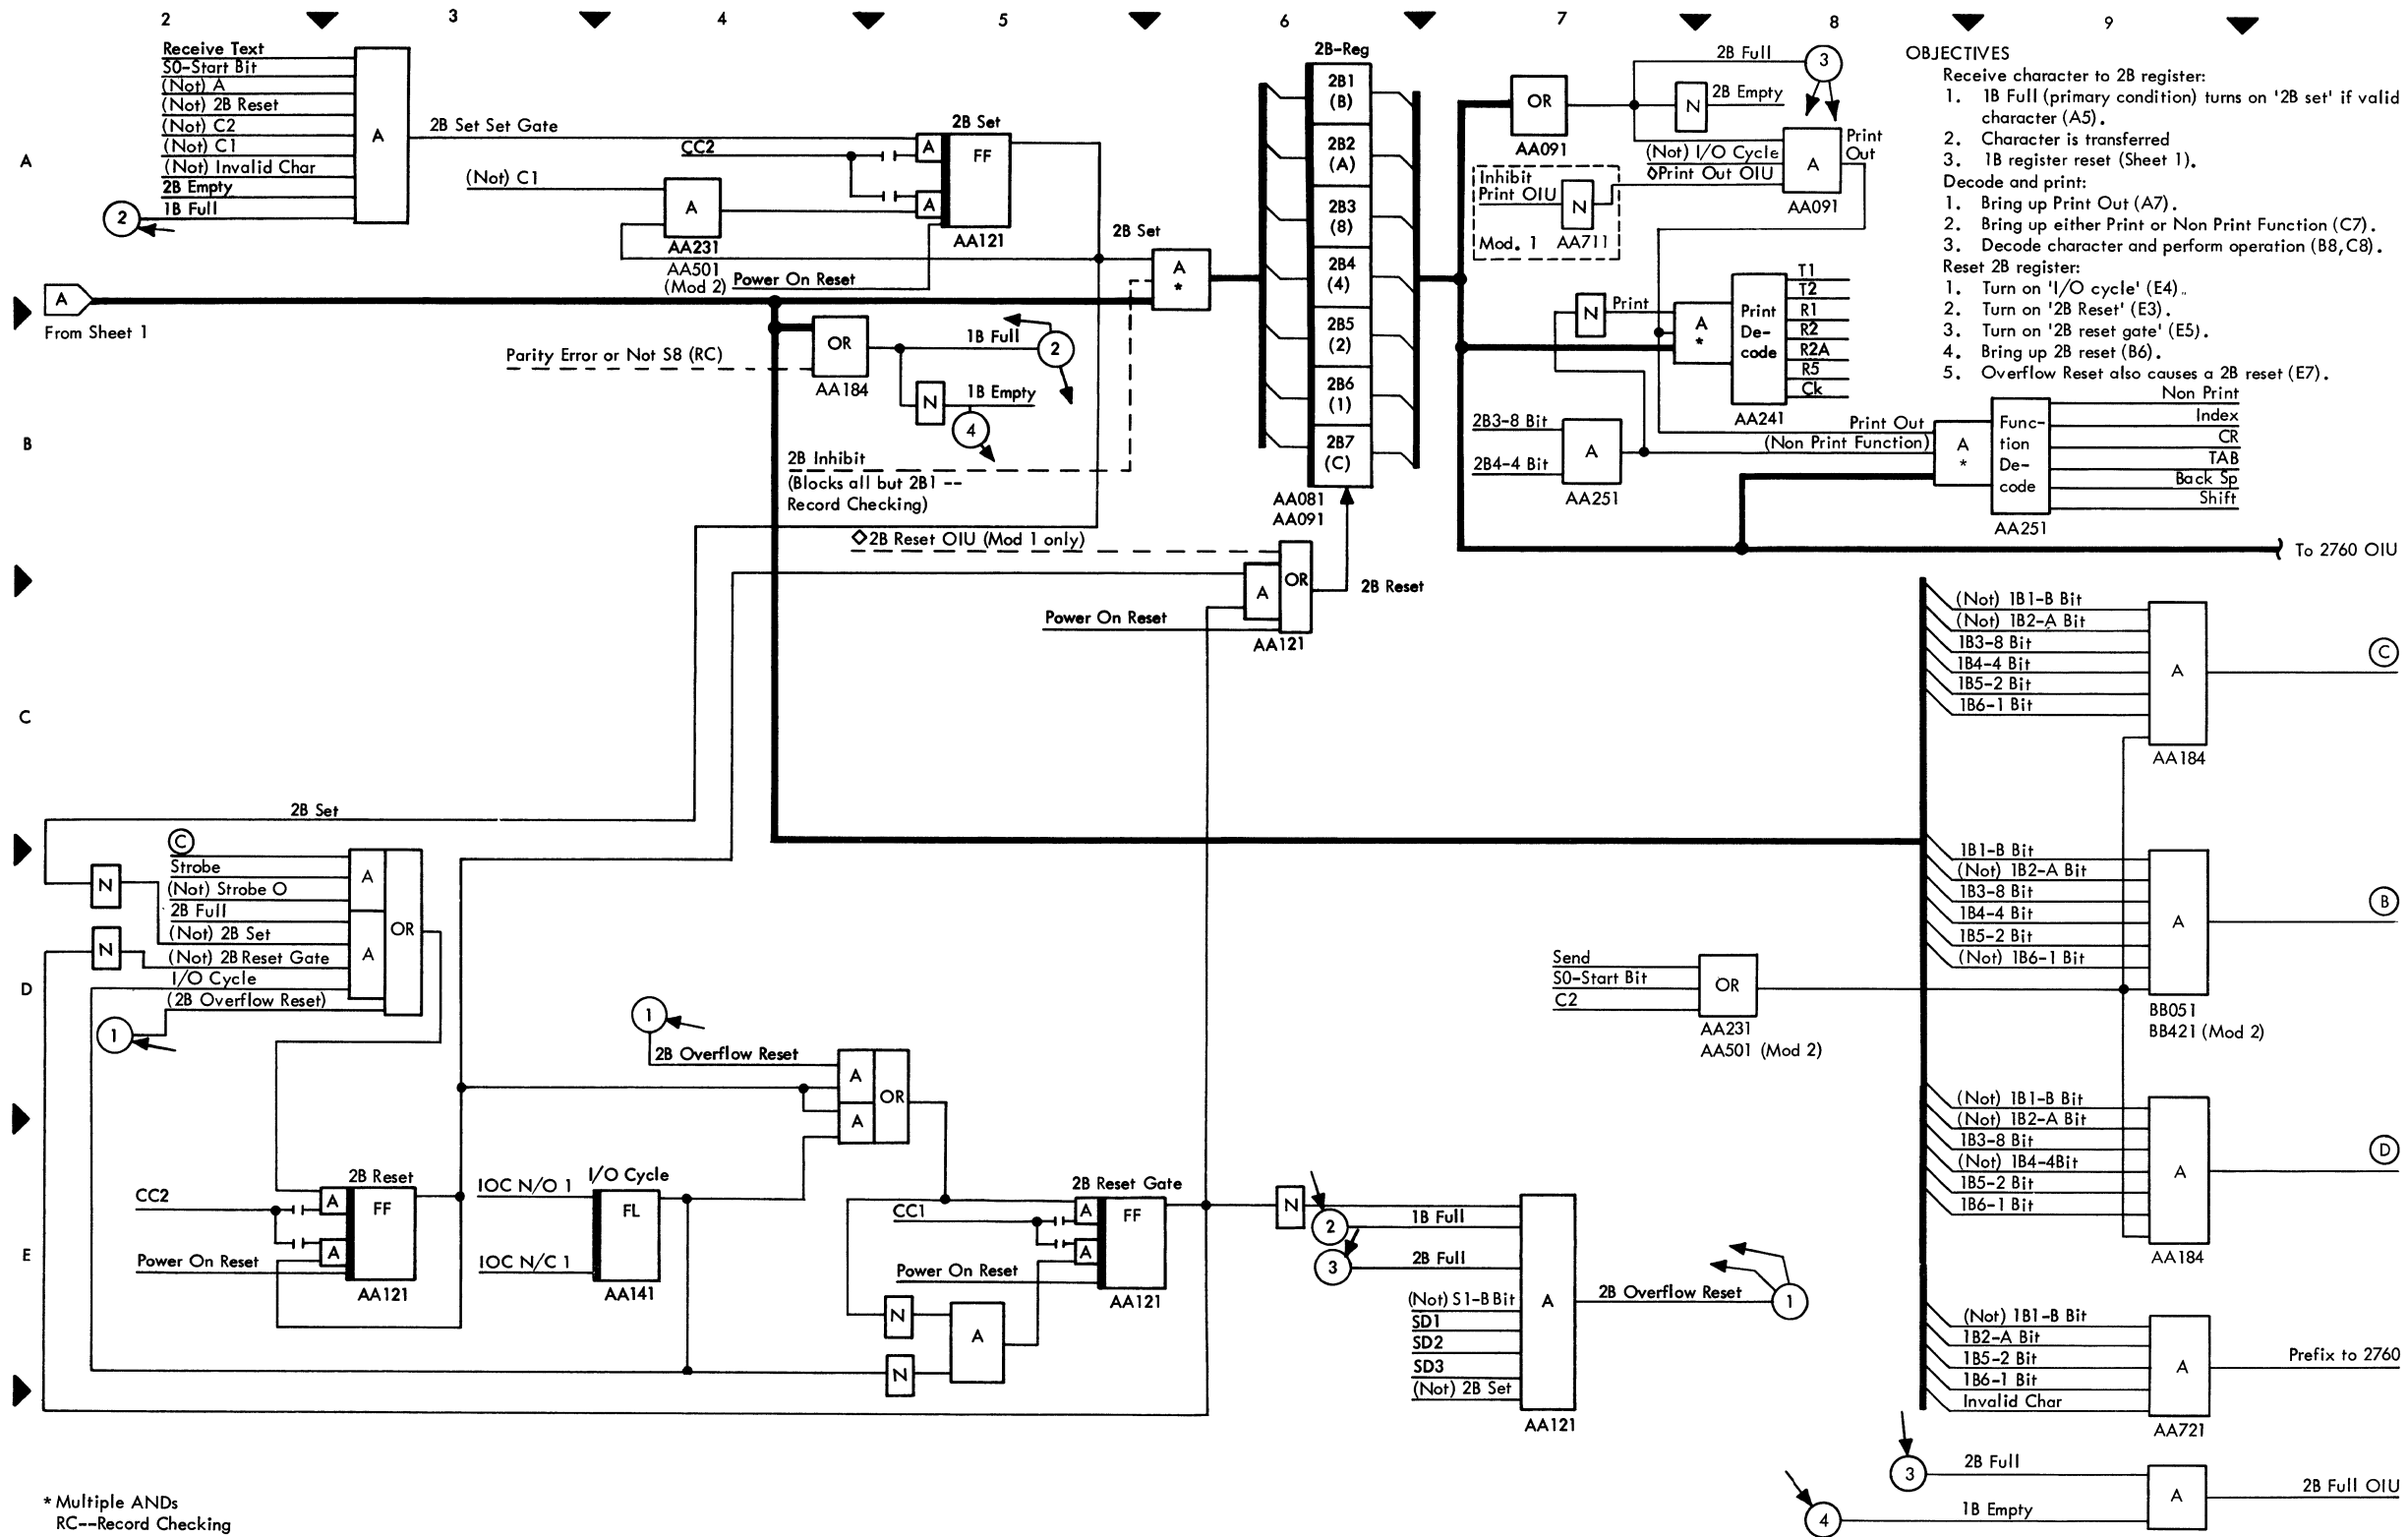 2 3 4 5 6 7 8 9
A
B
C
D
E
Receive Text
S0-Start Bit
(Not) A
(Not) 2B Reset
(Not) C2
(Not) C1
(Not) Invalid Char
2B Empty
1B Full
2
A
2B Set Set Gate
CC2
(Not) C1
A
AA231
AA501
(Mod 2)
Power On Reset
2B Set
A
FF
A
AA121
2B Set
A
*
A
From Sheet 1
Parity Error or Not S8 (RC)
OR
AA184
1B Full
2
N
1B Empty
4
2B Inhibit
(Blocks all but 2B1 --
Record Checking)
2B-Reg
2B1
(B)
2B2
(A)
2B3
(8)
2B4
(4)
2B5
(2)
2B6
(1)
2B7
(C)
AA081
AA091
◇2B Reset OIU (Mod 1 only)
A
OR
2B Reset
Power On Reset
AA121
OR
AA091
2B Full
3
N
2B Empty
(Not) I/O Cycle
◇Print Out OIU
A
Print
Out
AA091
Inhibit
Print OIU
N
Mod. 1
AA711
N
Print
A
*
Print
De-
code
T1
T2
R1
R2
R2A
R5
Ck
AA241
2B3-8 Bit
2B4-4 Bit
A
AA251
Print Out
(Non Print Function)
A
*
Func-
tion
De-
code
Non Print
Index
CR
TAB
Back Sp
Shift
AA251
To 2760 OIU
OBJECTIVES
Receive character to 2B register:
1. 1B Full (primary condition) turns on '2B set' if valid
character (A5).
2. Character is transferred
3. 1B register reset (Sheet 1).
Decode and print:
1. Bring up Print Out (A7).
2. Bring up either Print or Non Print Function (C7).
3. Decode character and perform operation (B8, C8).
Reset 2B register:
1. Turn on 'I/O cycle' (E4).
2. Turn on '2B Reset' (E3).
3. Turn on '2B reset gate' (E5).
4. Bring up 2B reset (B6).
5. Overflow Reset also causes a 2B reset (E7).
(Not) 1B1-B Bit
(Not) 1B2-A Bit
1B3-8 Bit
1B4-4 Bit
1B5-2 Bit
1B6-1 Bit
A
AA184
C
1B1-B Bit
(Not) 1B2-A Bit
1B3-8 Bit
1B4-4 Bit
1B5-2 Bit
(Not) 1B6-1 Bit
A
BB051
BB421 (Mod 2)
B
Send
S0-Start Bit
C2
OR
AA231
AA501 (Mod 2)
(Not) 1B1-B Bit
(Not) 1B2-A Bit
1B3-8 Bit
(Not) 1B4-4Bit
1B5-2 Bit
1B6-1 Bit
A
AA184
D
(Not) 1B1-B Bit
1B2-A Bit
1B5-2 Bit
1B6-1 Bit
Invalid Char
A
AA721
Prefix to 2760
3
2B Full
4
1B Empty
A
2B Full OIU
2B Set
C
Strobe
(Not) Strobe O
2B Full
(Not) 2B Set
(Not) 2B Reset Gate
I/O Cycle
(2B Overflow Reset)
N
N
1
A
A
OR
1
2B Overflow Reset
A
A
OR
CC2
Power On Reset
2B Reset
A
A
FF
AA121
IOC N/O 1
IOC N/C 1
I/O Cycle
FL
AA141
CC1
Power On Reset
2B Reset Gate
A
A
FF
AA121
N
N
A
N
2
1B Full
3
2B Full
(Not) S1-B Bit
SD1
SD2
SD3
(Not) 2B Set
A
AA121
2B Overflow Reset
1
* Multiple ANDs
RC--Record Checking